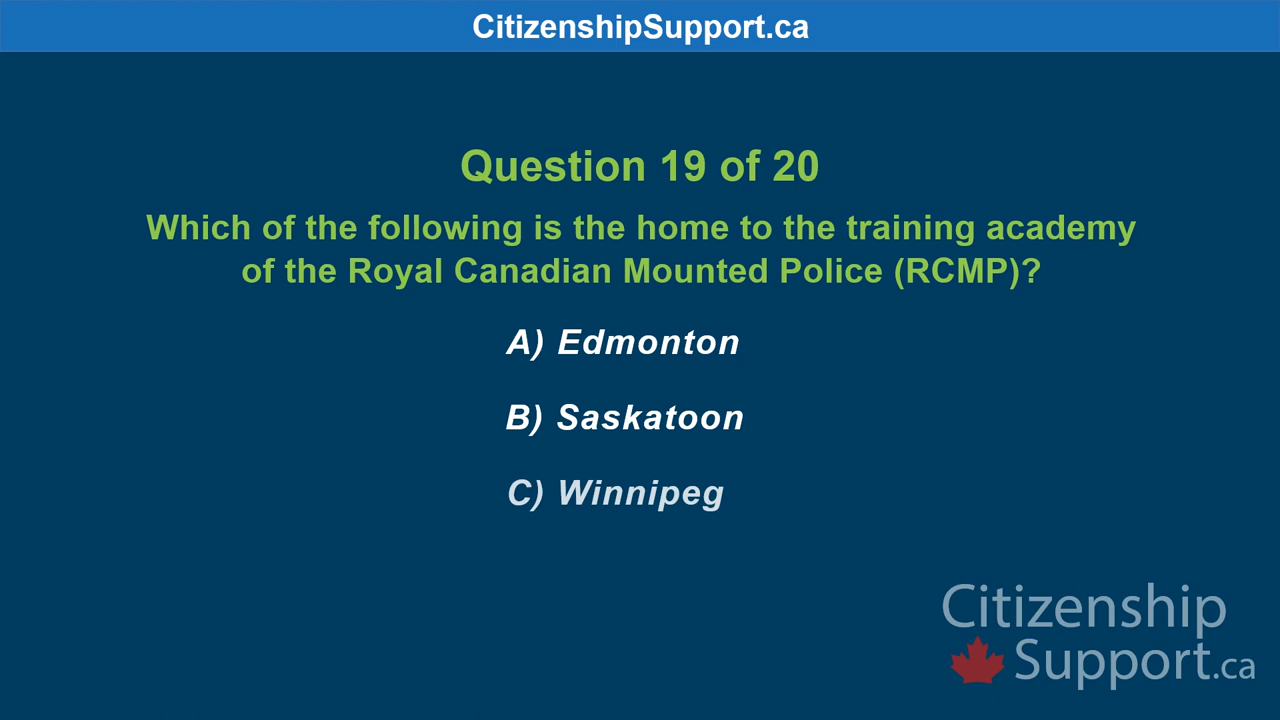 CitizenshipSupport.ca
Question 19 of 20
Which of the following is the home to the training academy
of the Royal Canadian Mounted Police (RCMP)?
A) Edmonton
B) Saskatoon
C) Winnipeg
Citizenship
Support.ca